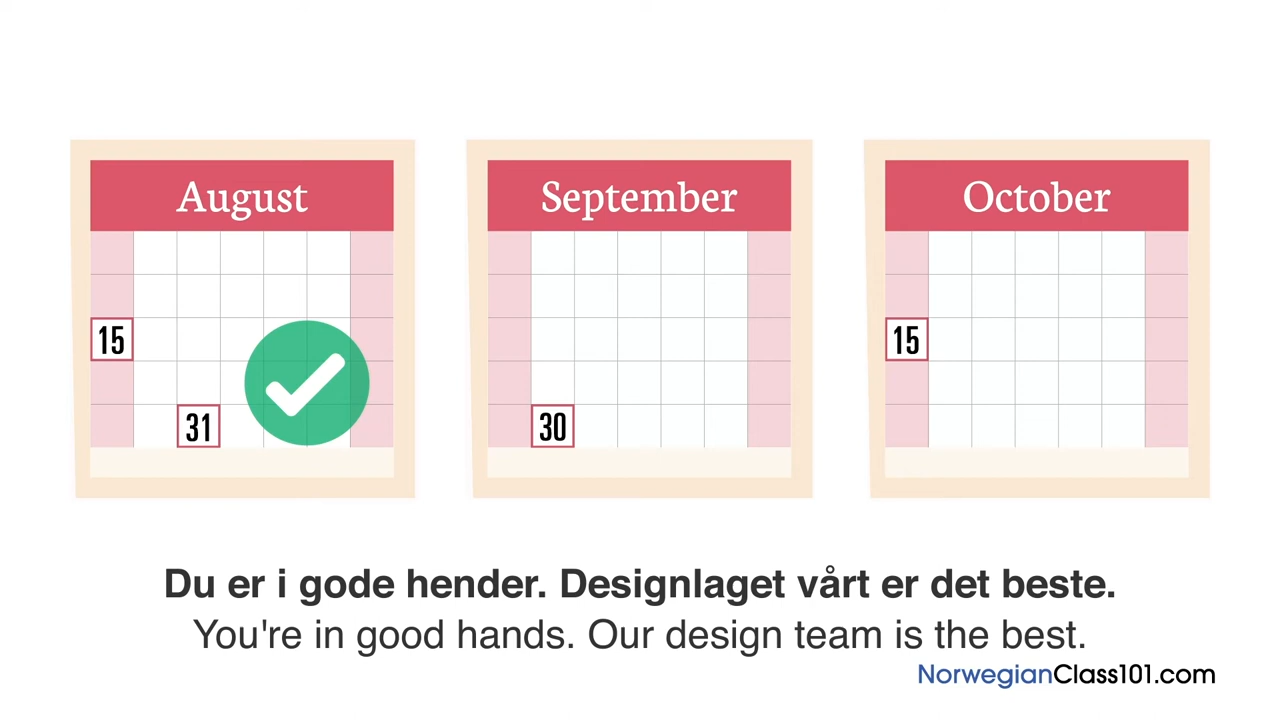 August
September
October
15
15
31
30
Du er i gode hender. Designlaget vårt er det beste.
You're in good hands. Our design team is the best.
NorwegianClass101.com